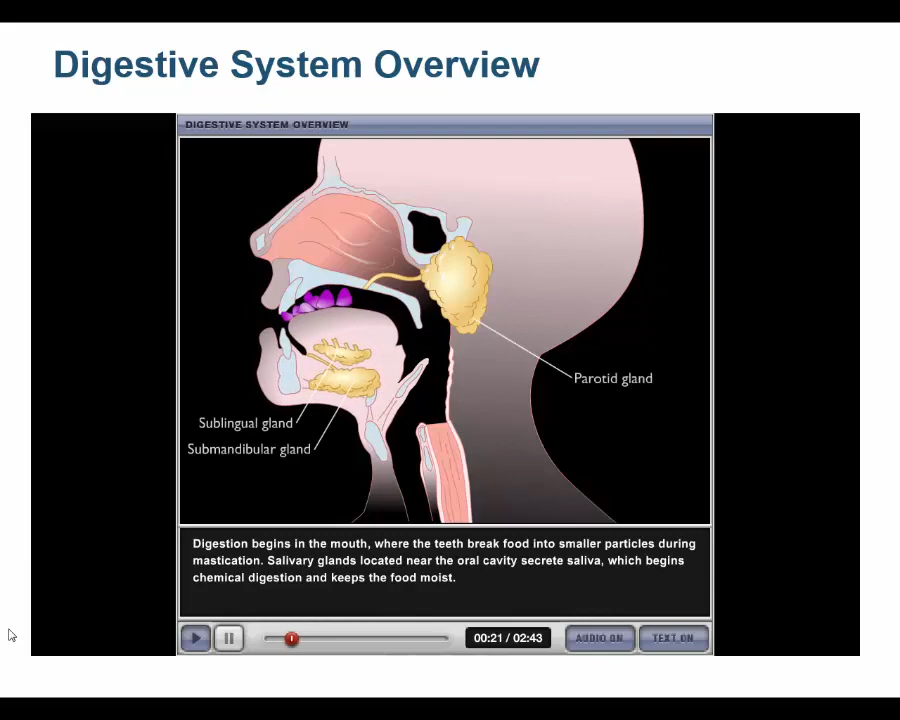 Digestive System Overview
DIGESTIVE SYSTEM OVERVIEW
Parotid gland
Sublingual gland
Submandibular gland
Digestion begins in the mouth, where the teeth break food into smaller particles during
mastication. Salivary glands located near the oral cavity secrete saliva, which begins
chemical digestion and keeps the food moist.
00:21 / 02:43
AUDIO ON
TEXT ON